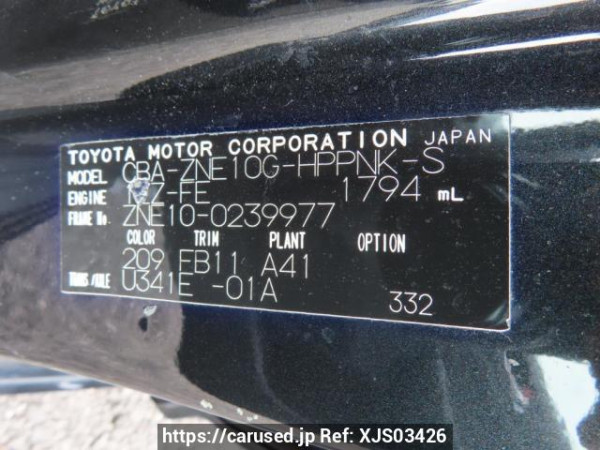 TOYOTA MOTOR CORPORATION JAPAN
MODEL CBA-ZNE10G-HPPNK-S
ENGINE 1ZZ-FE 1794 mL
FRAME No. ZNE10-0239977
COLOR TRIM PLANT OPTION
209 FB11 A41
TRANS/AXLE U341E -01A
332
https://carused.jp Ref: XJS03426